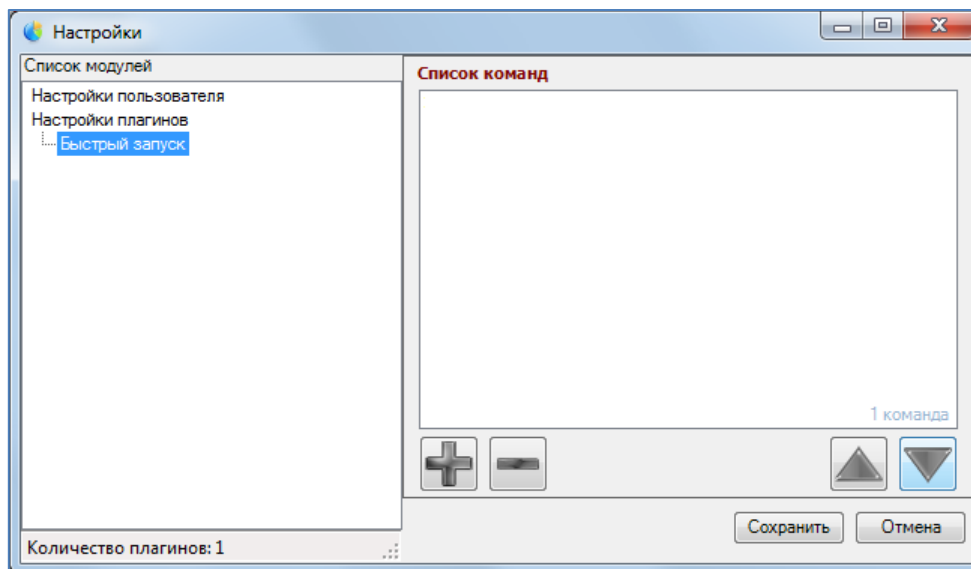 Настройки
Список модулей
Настройки пользователя
Настройки плагинов
Быстрый запуск
Количество плагинов: 1
Список команд
1 команда
Сохранить
Отмена